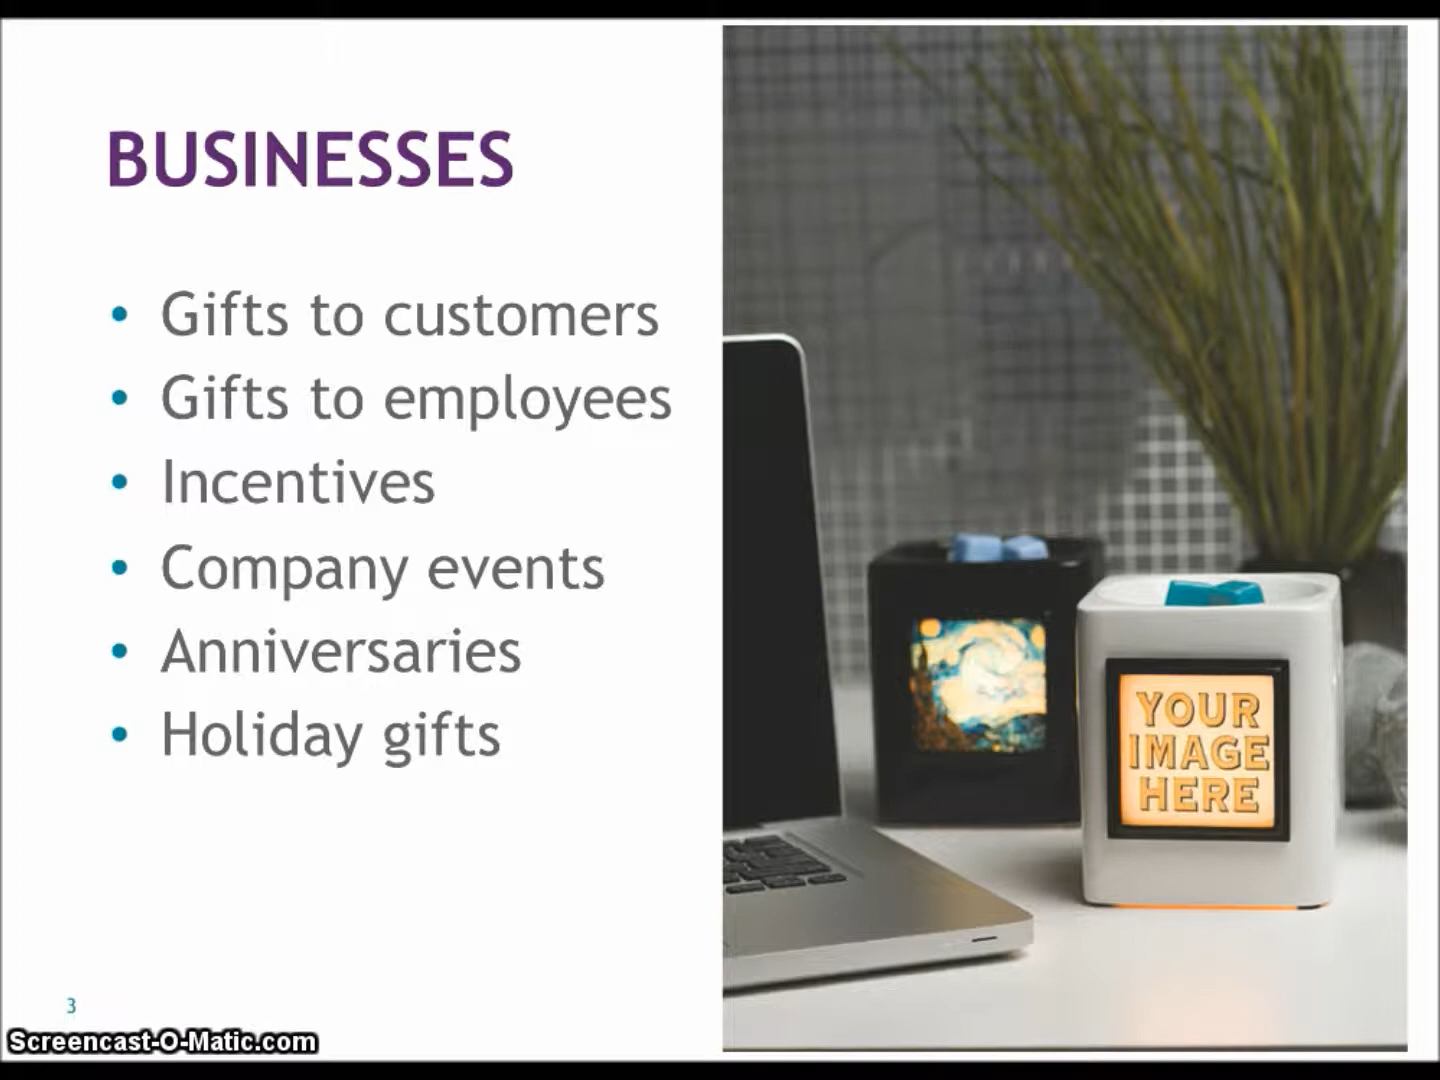 BUSINESSES
• Gifts to customers
• Gifts to employees
• Incentives
• Company events
• Anniversaries
• Holiday gifts
YOUR
IMAGE
HERE
3
Screencast-O-Matic.com